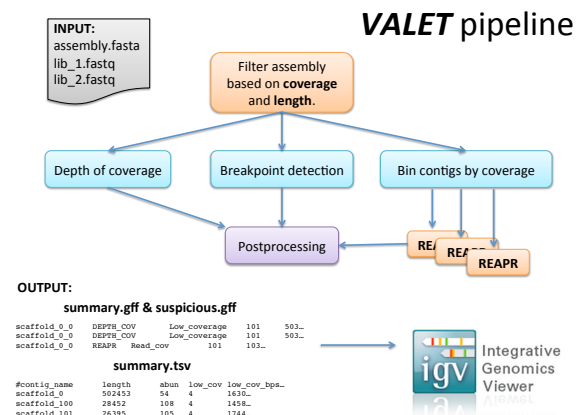 VALET pipeline
INPUT:
assembly.fasta
lib_1.fastq
lib_2.fastq
Filter assembly
based on coverage
and length.
Depth of coverage
Breakpoint detection
Bin contigs by coverage
Postprocessing
REAPR
OUTPUT:
summary.gff & suspicious.gff
scaffold_0_0 DEPTH_COV Low_coverage 101 503…
scaffold_0_0 DEPTH_COV Low_coverage 101 503…
scaffold_0_0 REAPR Read_cov 101 103…
summary.tsv
#contig_name length abun low_cov low_cov_bps…
scaffold_0 502453 54 4 1630…
scaffold_100 28452 108 4 1458…
scaffold_101 26395 105 4 1744
igv
Integrative
Genomics
Viewer